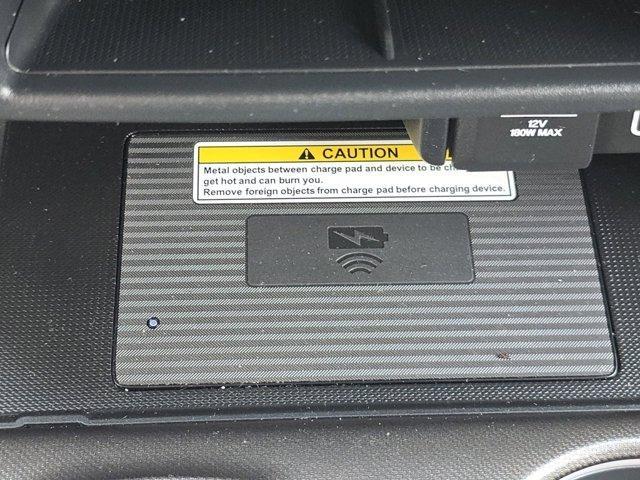 12V
180W MAX
CAUTION
Metal objects between charge pad and device to be
get hot and can burn you.
Remove foreign objects from charge pad before charging device.